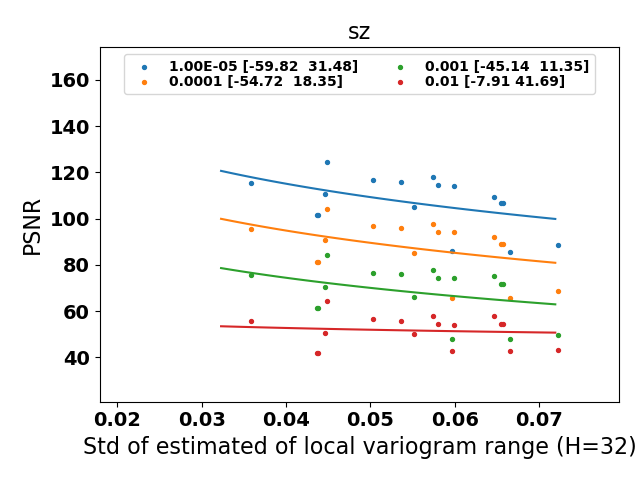 sz
1.00E-05 [-59.82  31.48]
0.0001 [-54.72  18.35]
0.001 [-45.14  11.35]
0.01 [-7.91 41.69]
PSNR
160
140
120
100
80
60
40
0.02 0.03 0.04 0.05 0.06 0.07
Std of estimated of local variogram range (H=32)